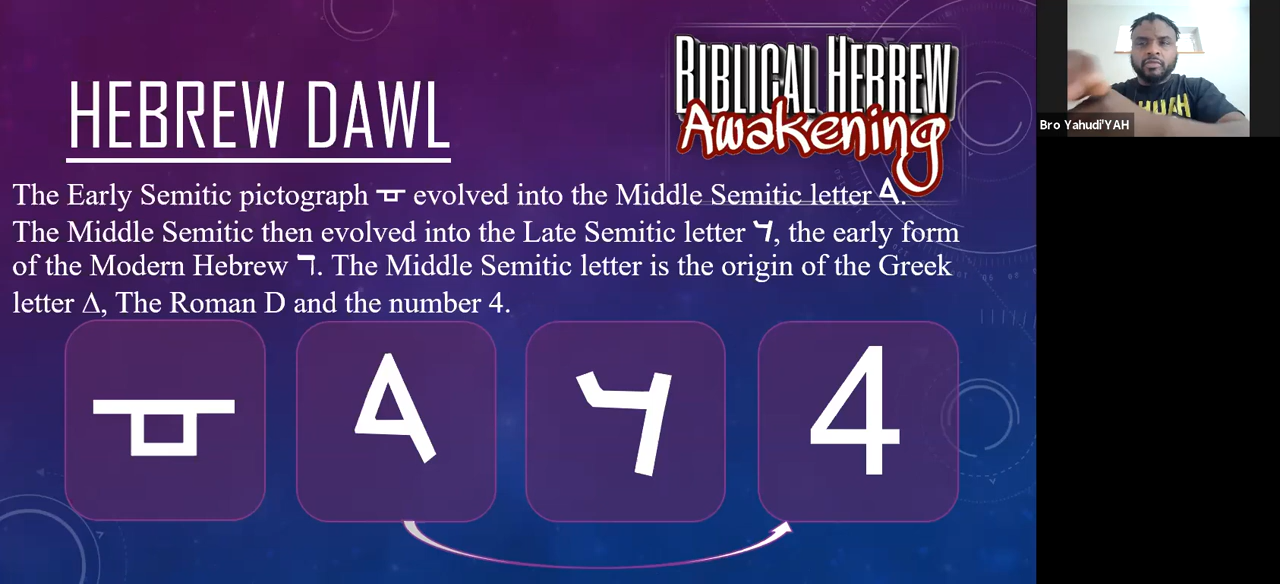 HEBREW DAWL
BIBLICAL HEBREW
Awakening
The Early Semitic pictograph evolved into the Middle Semitic letter 𐤃.
The Middle Semitic then evolved into the Late Semitic letter, the early form
of the Modern Hebrew ד. The Middle Semitic letter is the origin of the Greek
letter Δ, The Roman D and the number 4.
4
Bro Yahudi'YAH